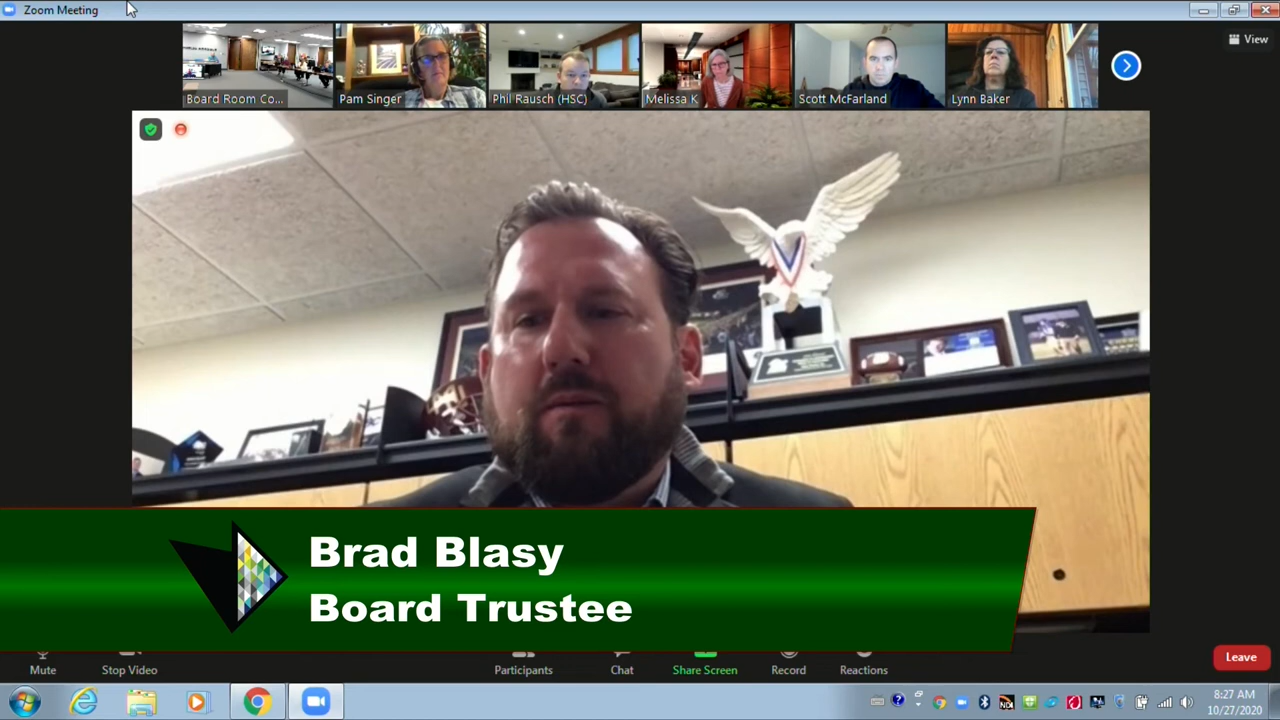 Zoom Meeting
View
Board Room Co...
Pam Singer
Phil Rausch (HSC)
Melissa K
Scott McFarland
Lynn Baker
Brad Blasy
Board Trustee
Mute
Stop Video
Participants
Chat
Share Screen
Record
Reactions
Leave
8:27 AM
10/27/2020